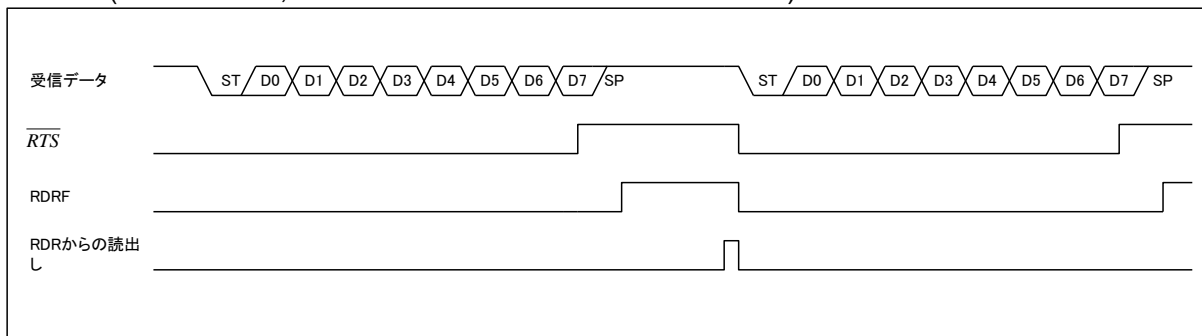 受信データ ST D0 D1 D2 D3 D4 D5 D6 D7 SP ST D0 D1 D2 D3 D4 D5 D6 D7 SP
RTS
RDRF
RDRからの読出
し